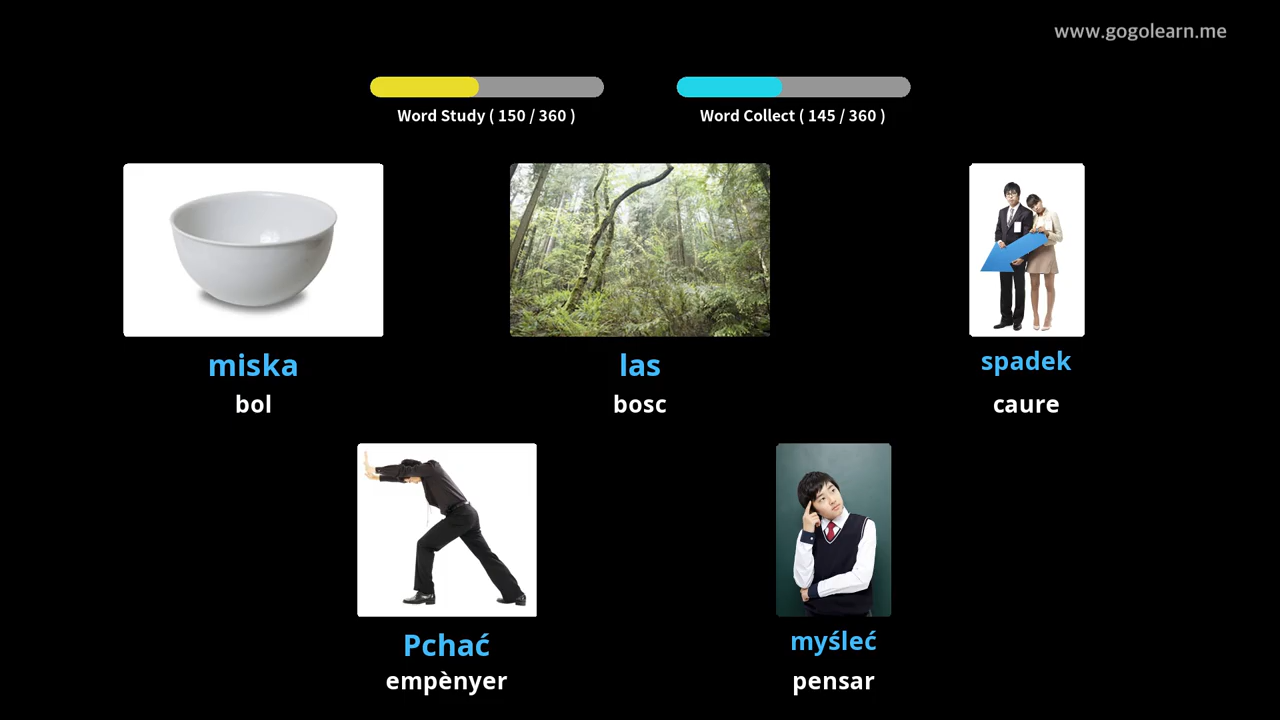 www.gogolearn.me
Word Study ( 150 / 360 )
Word Collect ( 145 / 360 )
miska
las
spadek
bol
bosc
caure
Pchać
myśleć
empènyer
pensar